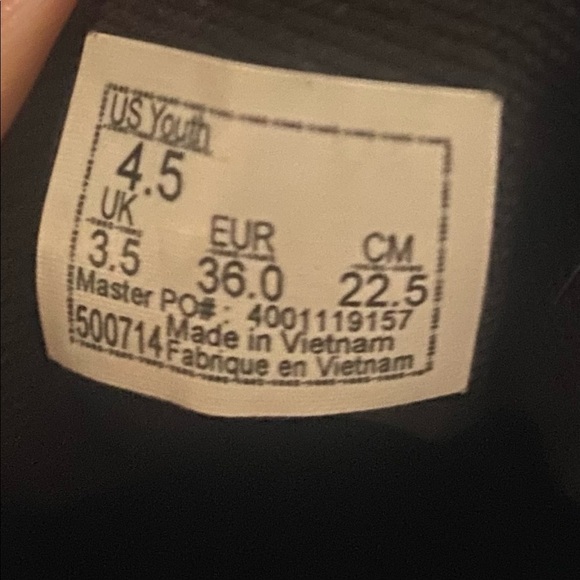 US Youth
4.5
UK
3.5
EUR
36.0
CM
22.5
Master PO# : 4001119157
500714
Made in Vietnam
Fabrique en Vietnam